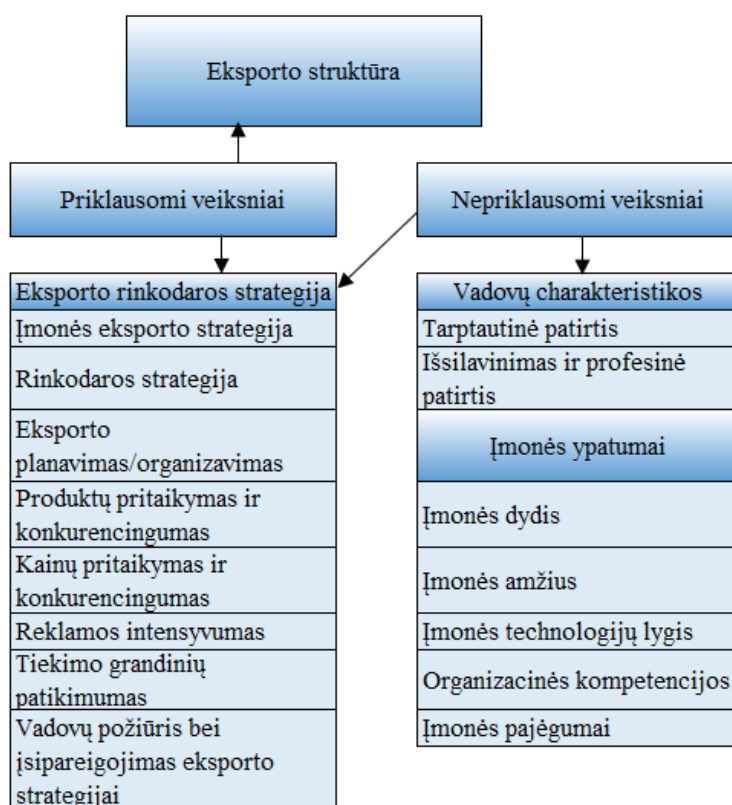 Eksporto struktūra
Priklausomi veiksniai
Nepriklausomi veiksniai
Eksporto rinkodaros strategija
Įmonės eksporto strategija
Rinkodaros strategija
Eksporto
planavimas/organizavimas
Produktų pritaikymas ir
konkurencingumas
Kainų pritaikymas ir
konkurencingumas
Reklamos intensyvumas
Tiekimo grandinių
patikimumas
Vadovų požiūris bei
įsipareigojimas eksporto
strategijai
Vadovų charakteristikos
Tarptautinė patirtis
Išsilavinimas ir profesinė
patirtis
Įmonės ypatumai
Įmonės dydis
Įmonės amžius
Įmonės technologijų lygis
Organizacinės kompetencijos
Įmonės pajėgumai